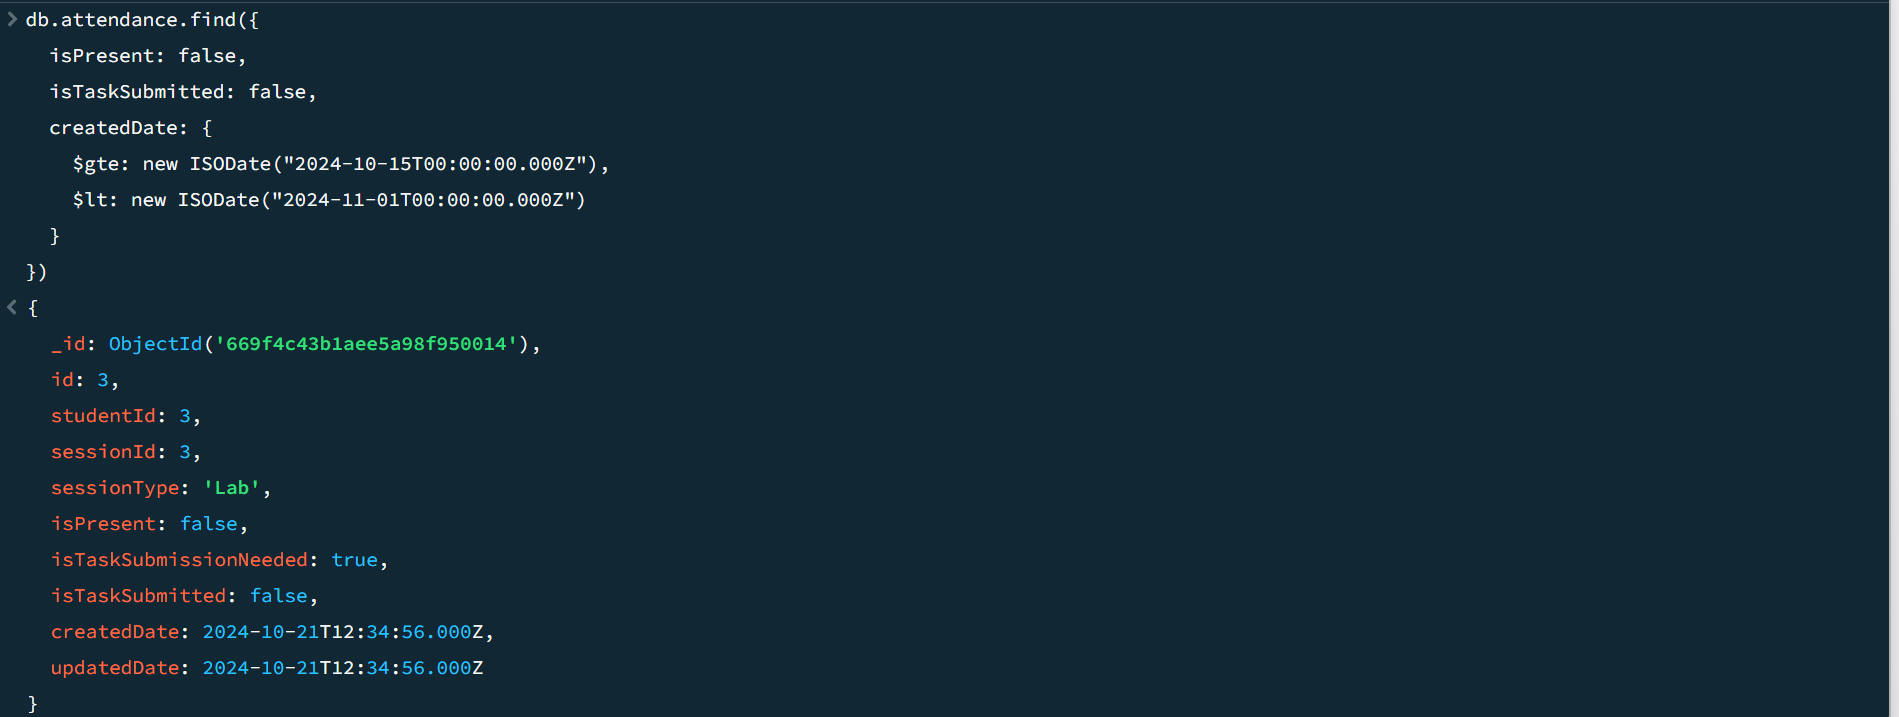 db.attendance.find({
isPresent: false,
isTaskSubmitted: false,
createdDate: {
$gte: new ISODate("2024-10-15T00:00:00.000Z"),
$lt: new ISODate("2024-11-01T00:00:00.000Z")
}
})
{
_id: ObjectId('669f4c43b1aee5a98f950014'),
id: 3,
studentId: 3,
sessionId: 3,
sessionType: 'Lab',
isPresent: false,
isTaskSubmissionNeeded: true,
isTaskSubmitted: false,
createdDate: 2024-10-21T12:34:56.000Z,
updatedDate: 2024-10-21T12:34:56.000Z
}